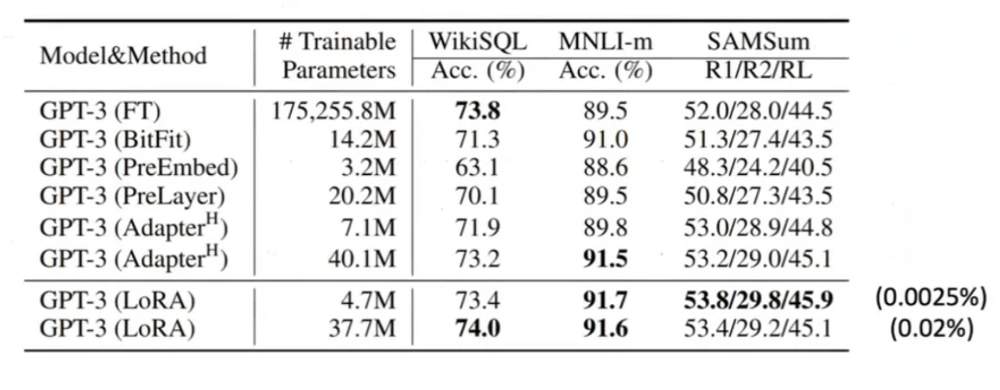 Model&Method # Trainable Parameters WikiSQL MNLI-m SAMSum
Acc. (%) Acc. (%) R1/R2/RL
GPT-3 (FT) 175,255.8M 73.8 89.5 52.0/28.0/44.5
GPT-3 (BitFit) 14.2M 71.3 91.0 51.3/27.4/43.5
GPT-3 (PreEmbed) 3.2M 63.1 88.6 48.3/24.2/40.5
GPT-3 (PreLayer) 20.2M 70.1 89.5 50.8/27.3/43.5
GPT-3 (Adapterᴴ) 7.1M 71.9 89.8 53.0/28.9/44.8
GPT-3 (Adapterᴴ) 40.1M 73.2 91.5 53.2/29.0/45.1
GPT-3 (LoRA) 4.7M 73.4 91.7 53.8/29.8/45.9 (0.0025%)
GPT-3 (LoRA) 37.7M 74.0 91.6 53.4/29.2/45.1 (0.02%)